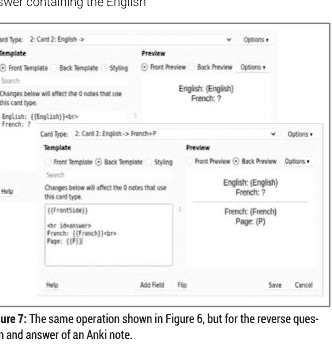 swer containing the English
ard Type: 2: Card 2: English -> Options
Template Preview
Front Template Back Template Styling Front Preview Back Preview Options
Search
Changes below will affect the 0 notes that use
this card type.
English: (English)
French: ?
English: {{English}}<br>
French: ?
Card Type: 2: Card 2: English -> French+P Options
Template Preview
Front Template Back Template Styling Front Preview Back Preview Options
Search
Changes below will affect the 0 notes that use
this card type.
English: (English)
French: ?
{{FrontSide}}
<hr id=answer>
French: {{French}}<br>
Page: {{P}}
French: (French)
Page: (P)
Help
Help Add Field Flip Save Cancel
ure 7: The same operation shown in Figure 6, but for the reverse ques-
n and answer of an Anki note.